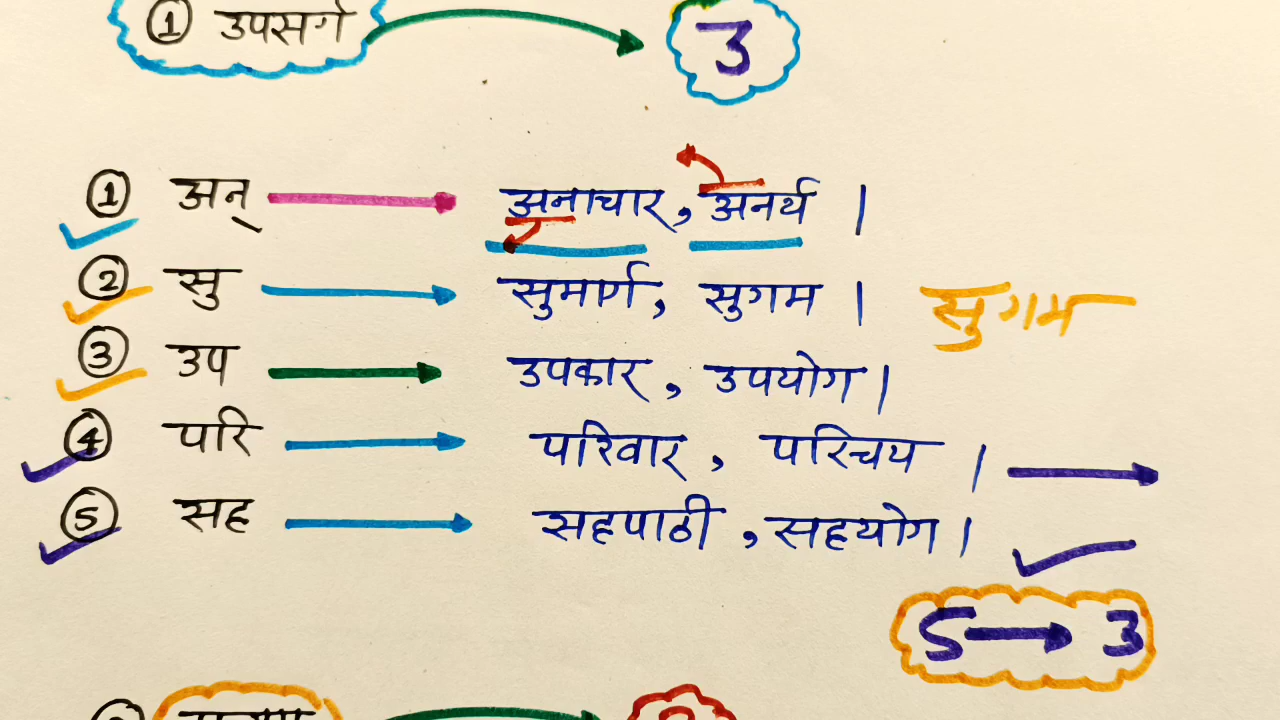 ① उपसर्ग 3
① अन् अनाचार, अनर्थ |
② सु सुमार्ग, सुगम | सुगम
③ उप उपकार, उपयोग |
④ परि परिवार, परिचय |
⑤ सह सहपाठी, सहयोग |
5 → 3